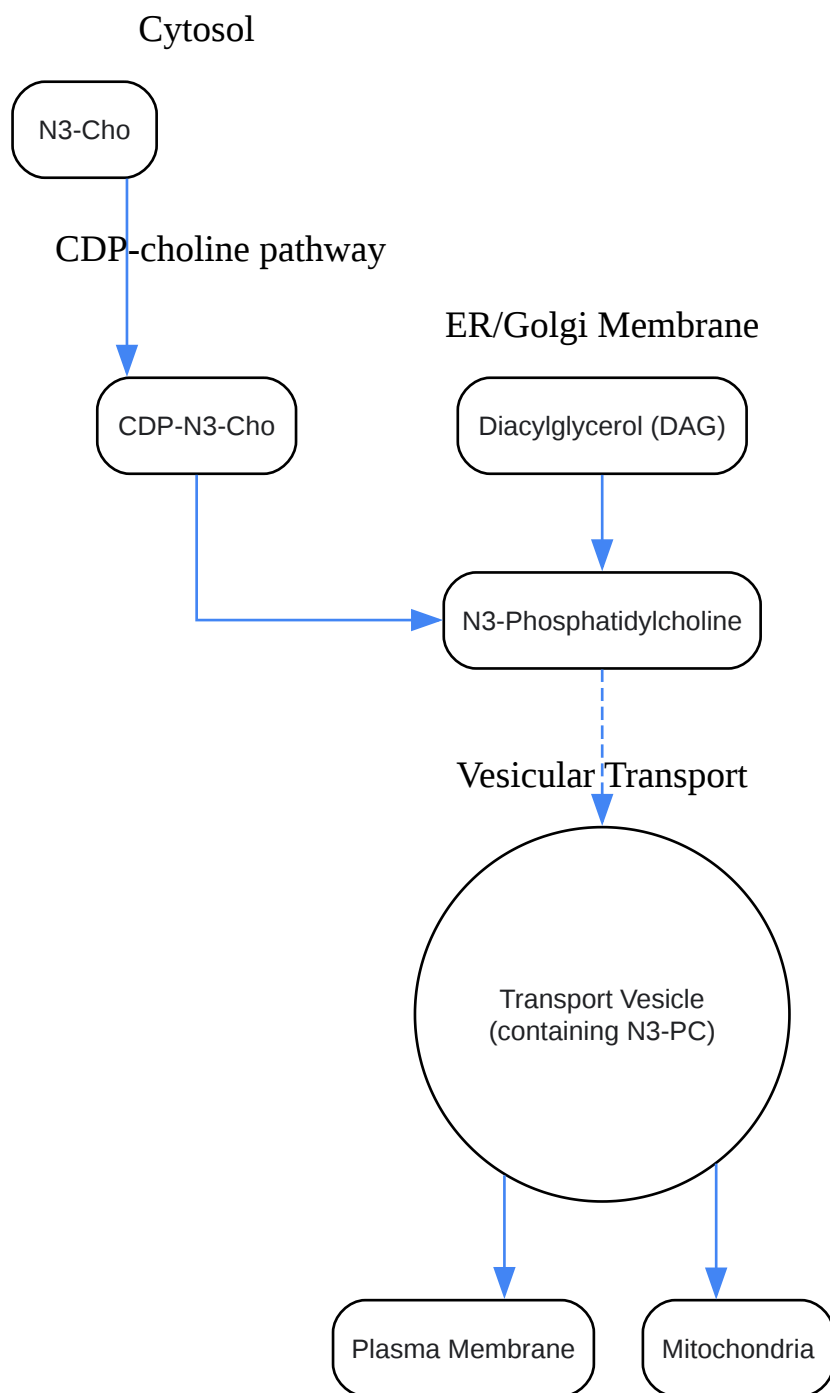 Cytosol
N3-Cho
CDP-choline pathway
ER/Golgi Membrane
CDP-N3-Cho
Diacylglycerol (DAG)
N3-Phosphatidylcholine
Vesicular Transport
Transport Vesicle
(containing N3-PC)
Plasma Membrane
Mitochondria